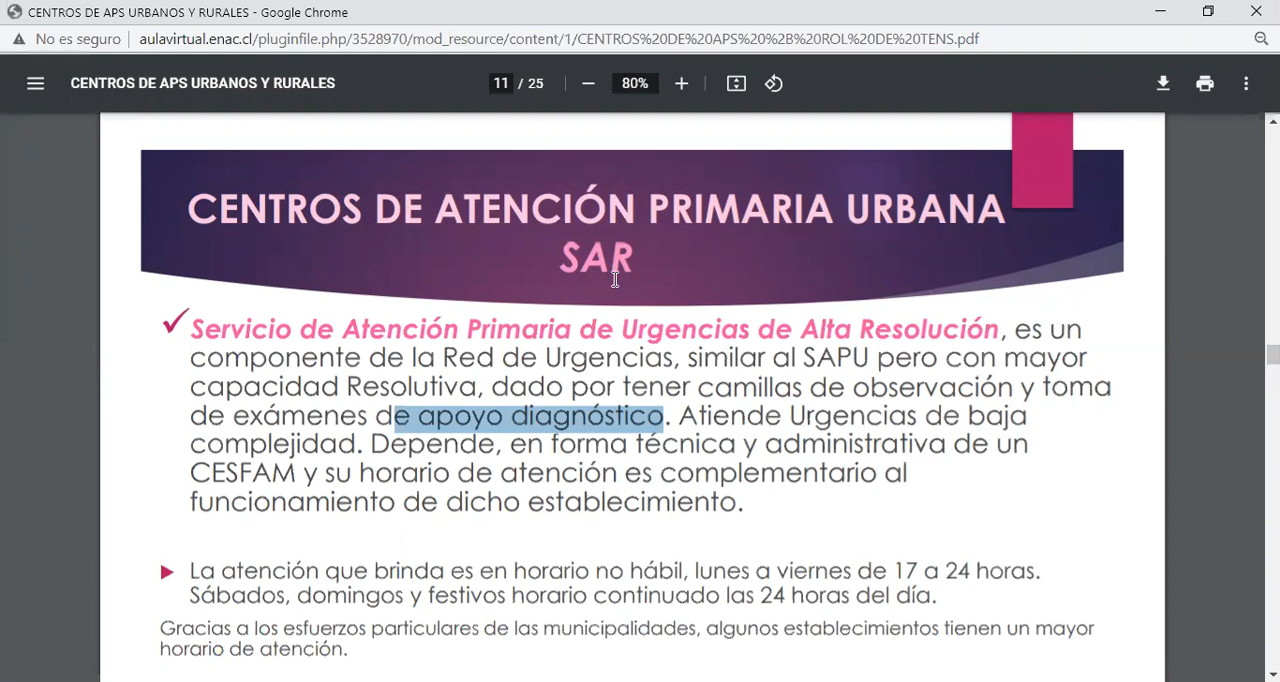 CENTROS DE APS URBANOS Y RURALES - Google Chrome
No es seguro | aulavirtual.enac.cl/pluginfile.php/3528970/mod_resource/content/1/CENTROS%20DE%20APS%20%2B%20ROL%20DE%20TENS.pdf
CENTROS DE APS URBANOS Y RURALES 11 / 25 80%
CENTROS DE ATENCIÓN PRIMARIA URBANA
SAR
Servicio de Atención Primaria de Urgencias de Alta Resolución, es un
componente de la Red de Urgencias, similar al SAPU pero con mayor
capacidad Resolutiva, dado por tener camillas de observación y toma
de exámenes de apoyo diagnóstico. Atiende Urgencias de baja
complejidad. Depende, en forma técnica y administrativa de un
CESFAM y su horario de atención es complementario al
funcionamiento de dicho establecimiento.
La atención que brinda es en horario no hábil, lunes a viernes de 17 a 24 horas.
Sábados, domingos y festivos horario continuado las 24 horas del día.
Gracias a los esfuerzos particulares de las municipalidades, algunos establecimientos tienen un mayor
horario de atención.